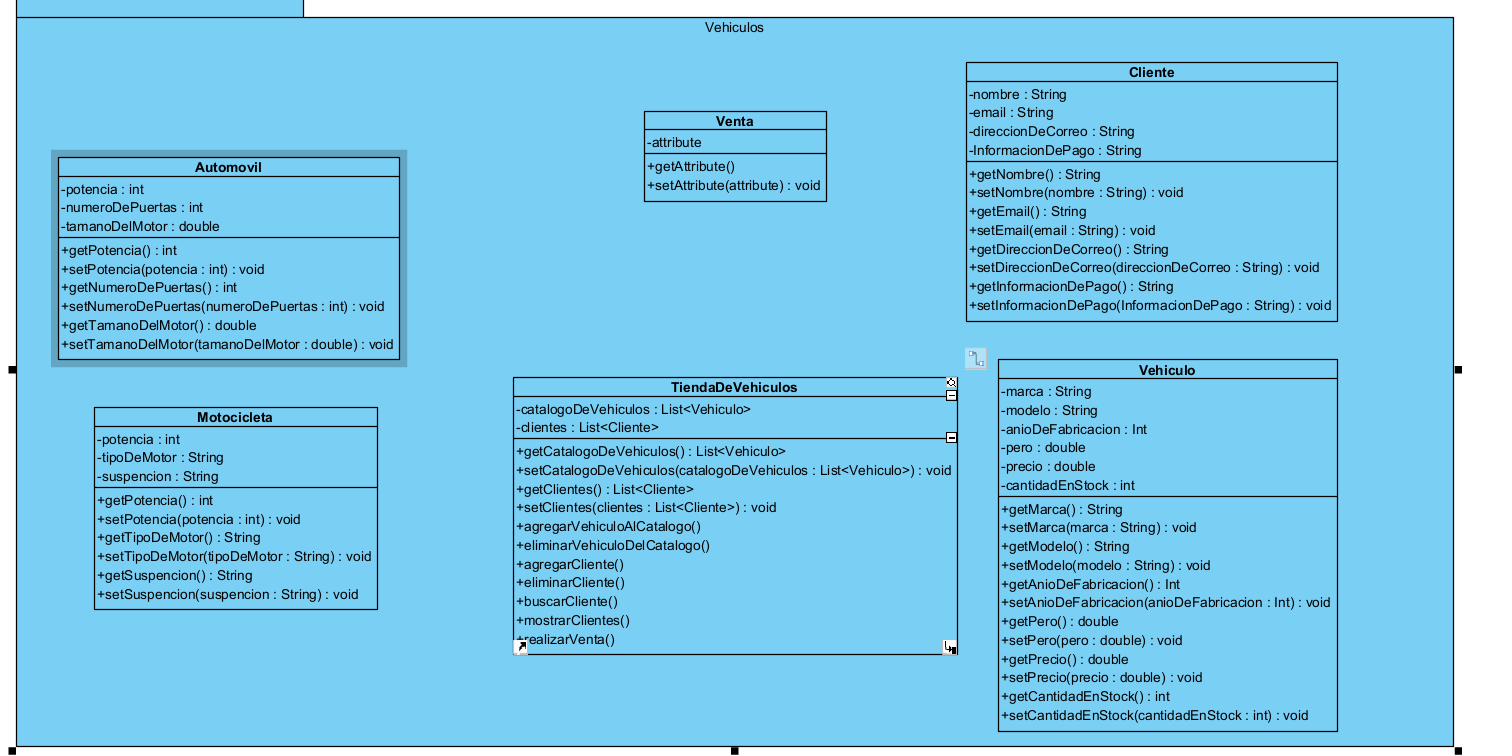 Vehiculos
Automovil
-potencia : int
-numeroDePuertas : int
-tamanoDelMotor : double
+getPotencia() : int
+setPotencia(potencia : int) : void
+getNumeroDePuertas() : int
+setNumeroDePuertas(numeroDePuertas : int) : void
+getTamanoDelMotor() : double
+setTamanoDelMotor(tamanoDelMotor : double) : void
Motocicleta
-potencia : int
-tipoDeMotor : String
-suspencion : String
+getPotencia() : int
+setPotencia(potencia : int) : void
+getTipoDeMotor() : String
+setTipoDeMotor(tipoDeMotor : String) : void
+getSuspencion() : String
+setSuspencion(suspencion : String) : void
Venta
-attribute
+getAttribute()
+setAttribute(attribute) : void
TiendaDeVehiculos
-catalogoDeVehiculos : List<Vehiculo>
-clientes : List<Cliente>
+getCatalogoDeVehiculos() : List<Vehiculo>
+setCatalogoDeVehiculos(catalogoDeVehiculos : List<Vehiculo>) : void
+getClientes() : List<Cliente>
+setClientes(clientes : List<Cliente>) : void
+agregarVehiculoAlCatalogo()
+eliminarVehiculoDelCatalogo()
+agregarCliente()
+eliminarCliente()
+buscarCliente()
+mostrarClientes()
+realizarVenta()
Cliente
-nombre : String
-email : String
-direccionDeCorreo : String
-InformacionDePago : String
+getNombre() : String
+setNombre(nombre : String) : void
+getEmail() : String
+setEmail(email : String) : void
+getDireccionDeCorreo() : String
+setDireccionDeCorreo(direccionDeCorreo : String) : void
+getInformacionDePago() : String
+setInformacionDePago(InformacionDePago : String) : void
Vehiculo
-marca : String
-modelo : String
-anioDeFabricacion : Int
-pero : double
-precio : double
-cantidadEnStock : int
+getMarca() : String
+setMarca(marca : String) : void
+getModelo() : String
+setModelo(modelo : String) : void
+getAnioDeFabricacion() : Int
+setAnioDeFabricacion(anioDeFabricacion : Int) : void
+getPero() : double
+setPero(pero : double) : void
+getPrecio() : double
+setPrecio(precio : double) : void
+getCantidadEnStock() : int
+setCantidadEnStock(cantidadEnStock : int) : void